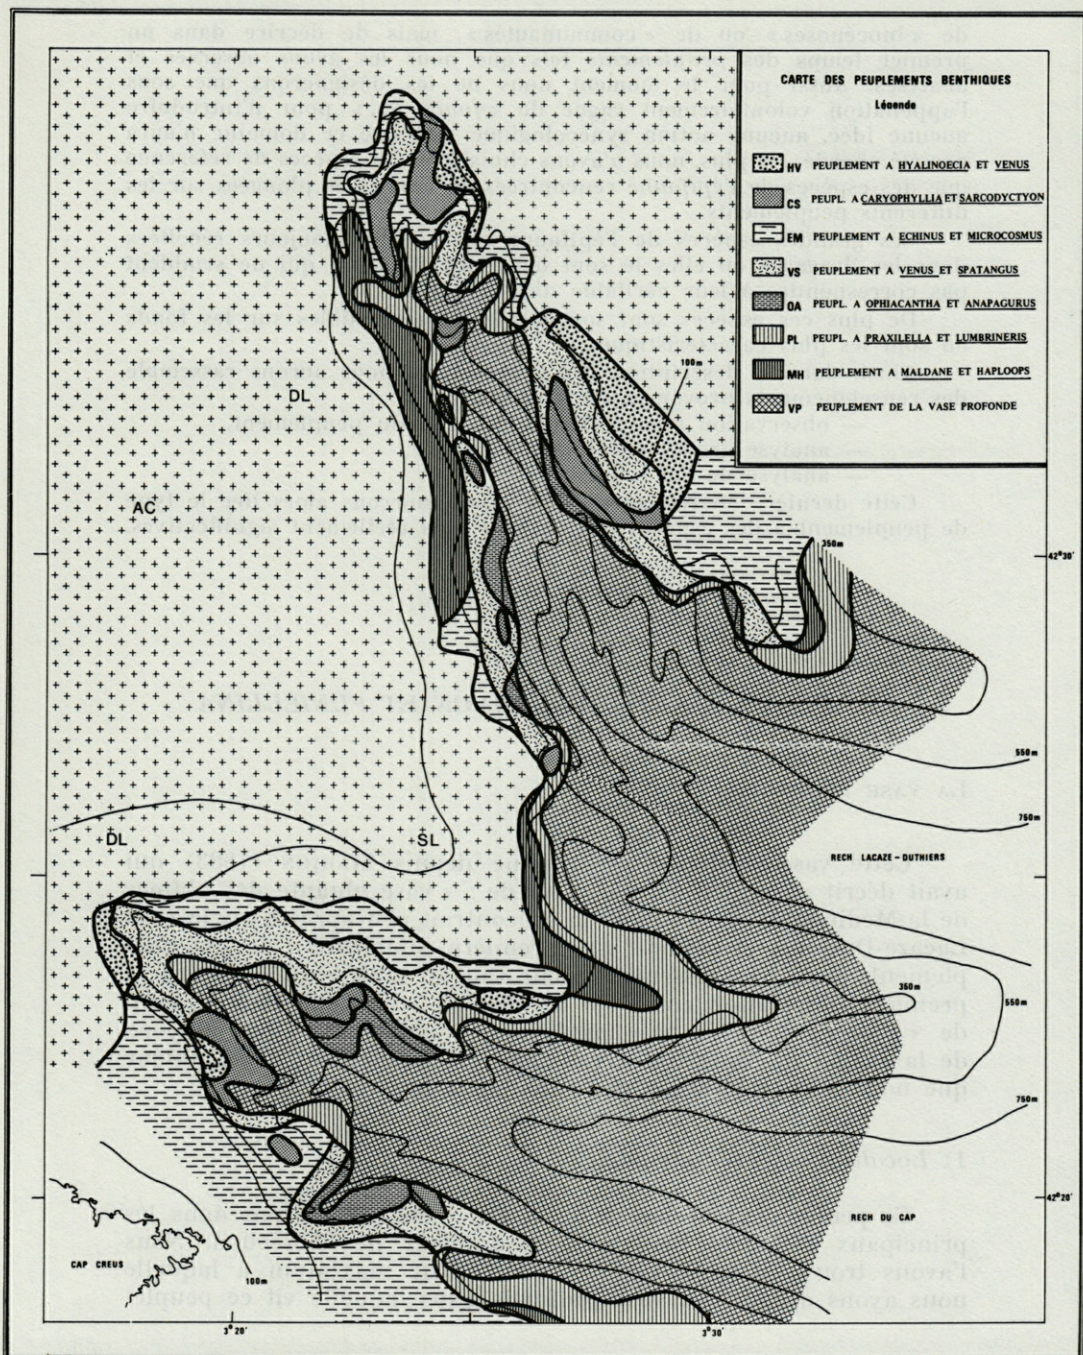 CARTE DES PEUPLEMENTS BENTHIQUES
Légende
HV PEUPLEMENT A HYALINOECIA ET VENUS
CS PEUPL. A CARYOPHYLLIA ET SARCODYCTYON
EM PEUPLEMENT A ECHINUS ET MICROCOSMUS
VS PEUPLEMENT A VENUS ET SPATANGUS
OA PEUPL. A OPHIACANTHA ET ANAPAGURUS
PL PEUPL. A PRAXILELLA ET LUMBRINERIS
MH PEUPLEMENT A MALDANE ET HAPLOOPS
VP PEUPLEMENT DE LA VASE PROFONDE
100m
DL
AC
350m
42°30
550m
750m
DL
SL
RECH LACAZE-DUTHIERS
350m
550m
750m
42°20
RECH DU CAP
CAP CREUS
100m
3°20'
3°30